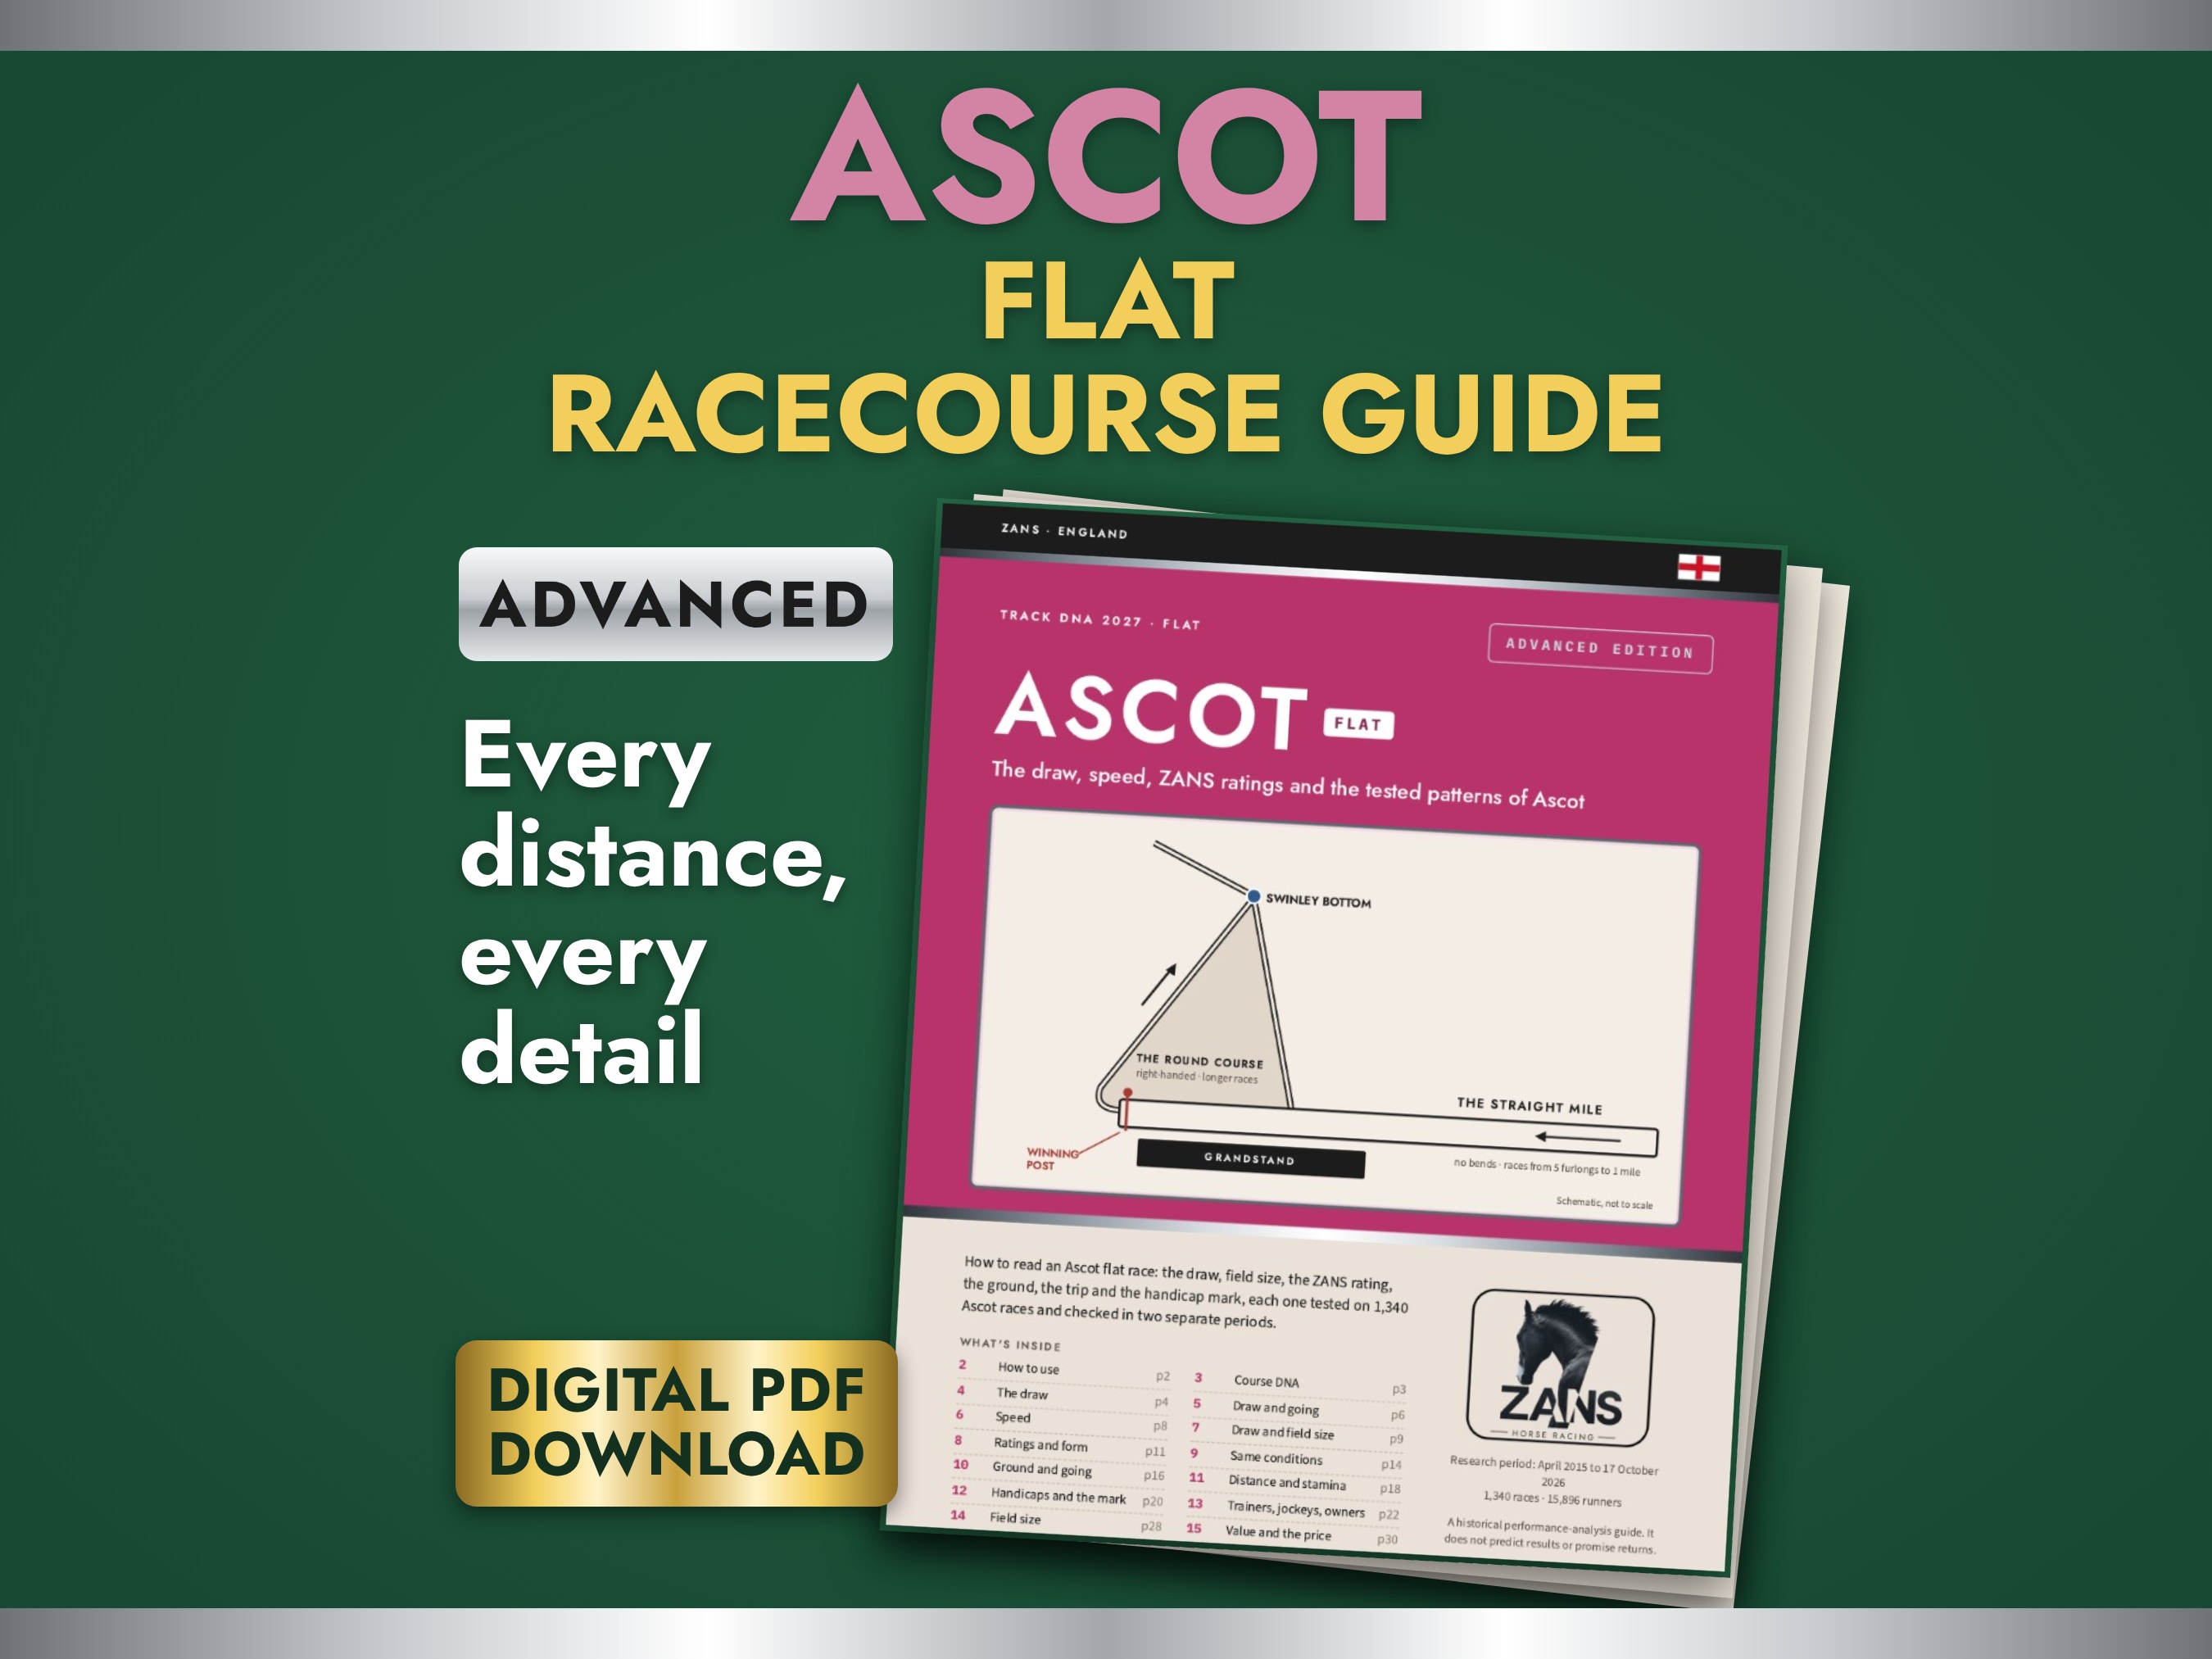 ASCOT
FLAT
RACECOURSE GUIDE
ADVANCED
Every
distance,
every
detail
DIGITAL PDF
DOWNLOAD
ZANS · ENGLAND
TRACK DNA 2027 · FLAT
ADVANCED EDITION
ASCOT FLAT
The draw, speed, ZANS ratings and the tested patterns of Ascot
SWINLEY BOTTOM
THE ROUND COURSE
right-handed · longer races
THE STRAIGHT MILE
WINNING
POST
GRANDSTAND
no bends · races from 5 furlongs to 1 mile
Schematic, not to scale
How to read an Ascot flat race: the draw, field size, the ZANS rating,
the ground, the trip and the handicap mark, each one tested on 1,340
Ascot races and checked in two separate periods.
WHAT'S INSIDE
2 How to use p2
3 Course DNA p3
4 The draw p4
5 Draw and going p6
6 Speed p8
7 Draw and field size p9
8 Ratings and form p11
9 Same conditions p14
10 Ground and going p16
11 Distance and stamina p18
12 Handicaps and the mark p20
13 Trainers, jockeys, owners p22
14 Field size p28
15 Value and the price p30
ZANS
HORSE RACING
Research period: April 2015 to 17 October
2026
1,340 races · 15,896 runners
A historical performance-analysis guide. It
does not predict results or promise returns.